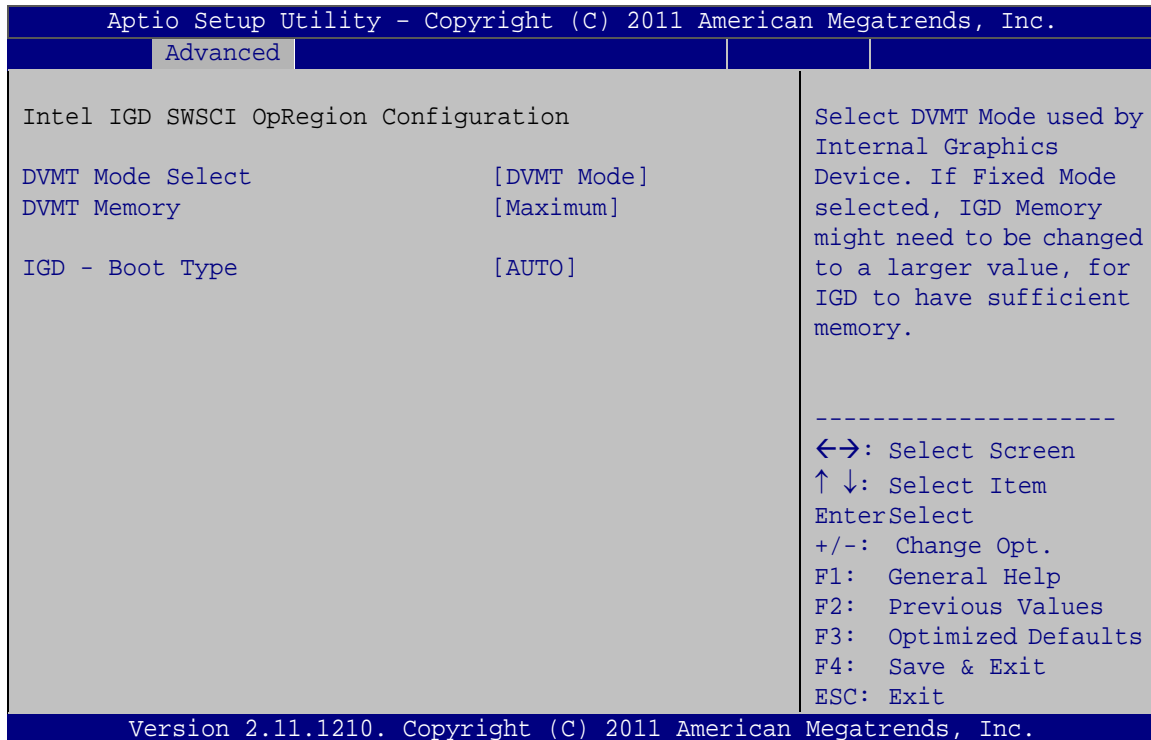 Aptio Setup Utility – Copyright (C) 2011 American Megatrends, Inc.
Advanced
Intel IGD SWSCI OpRegion Configuration
DVMT Mode Select [DVMT Mode]
DVMT Memory [Maximum]
IGD - Boot Type [AUTO]
Select DVMT Mode used by
Internal Graphics
Device. If Fixed Mode
selected, IGD Memory
might need to be changed
to a larger value, for
IGD to have sufficient
memory.
---------------------
←→: Select Screen
↑ ↓: Select Item
EnterSelect
+/-: Change Opt.
F1: General Help
F2: Previous Values
F3: Optimized Defaults
F4: Save & Exit
ESC: Exit
Version 2.11.1210. Copyright (C) 2011 American Megatrends, Inc.